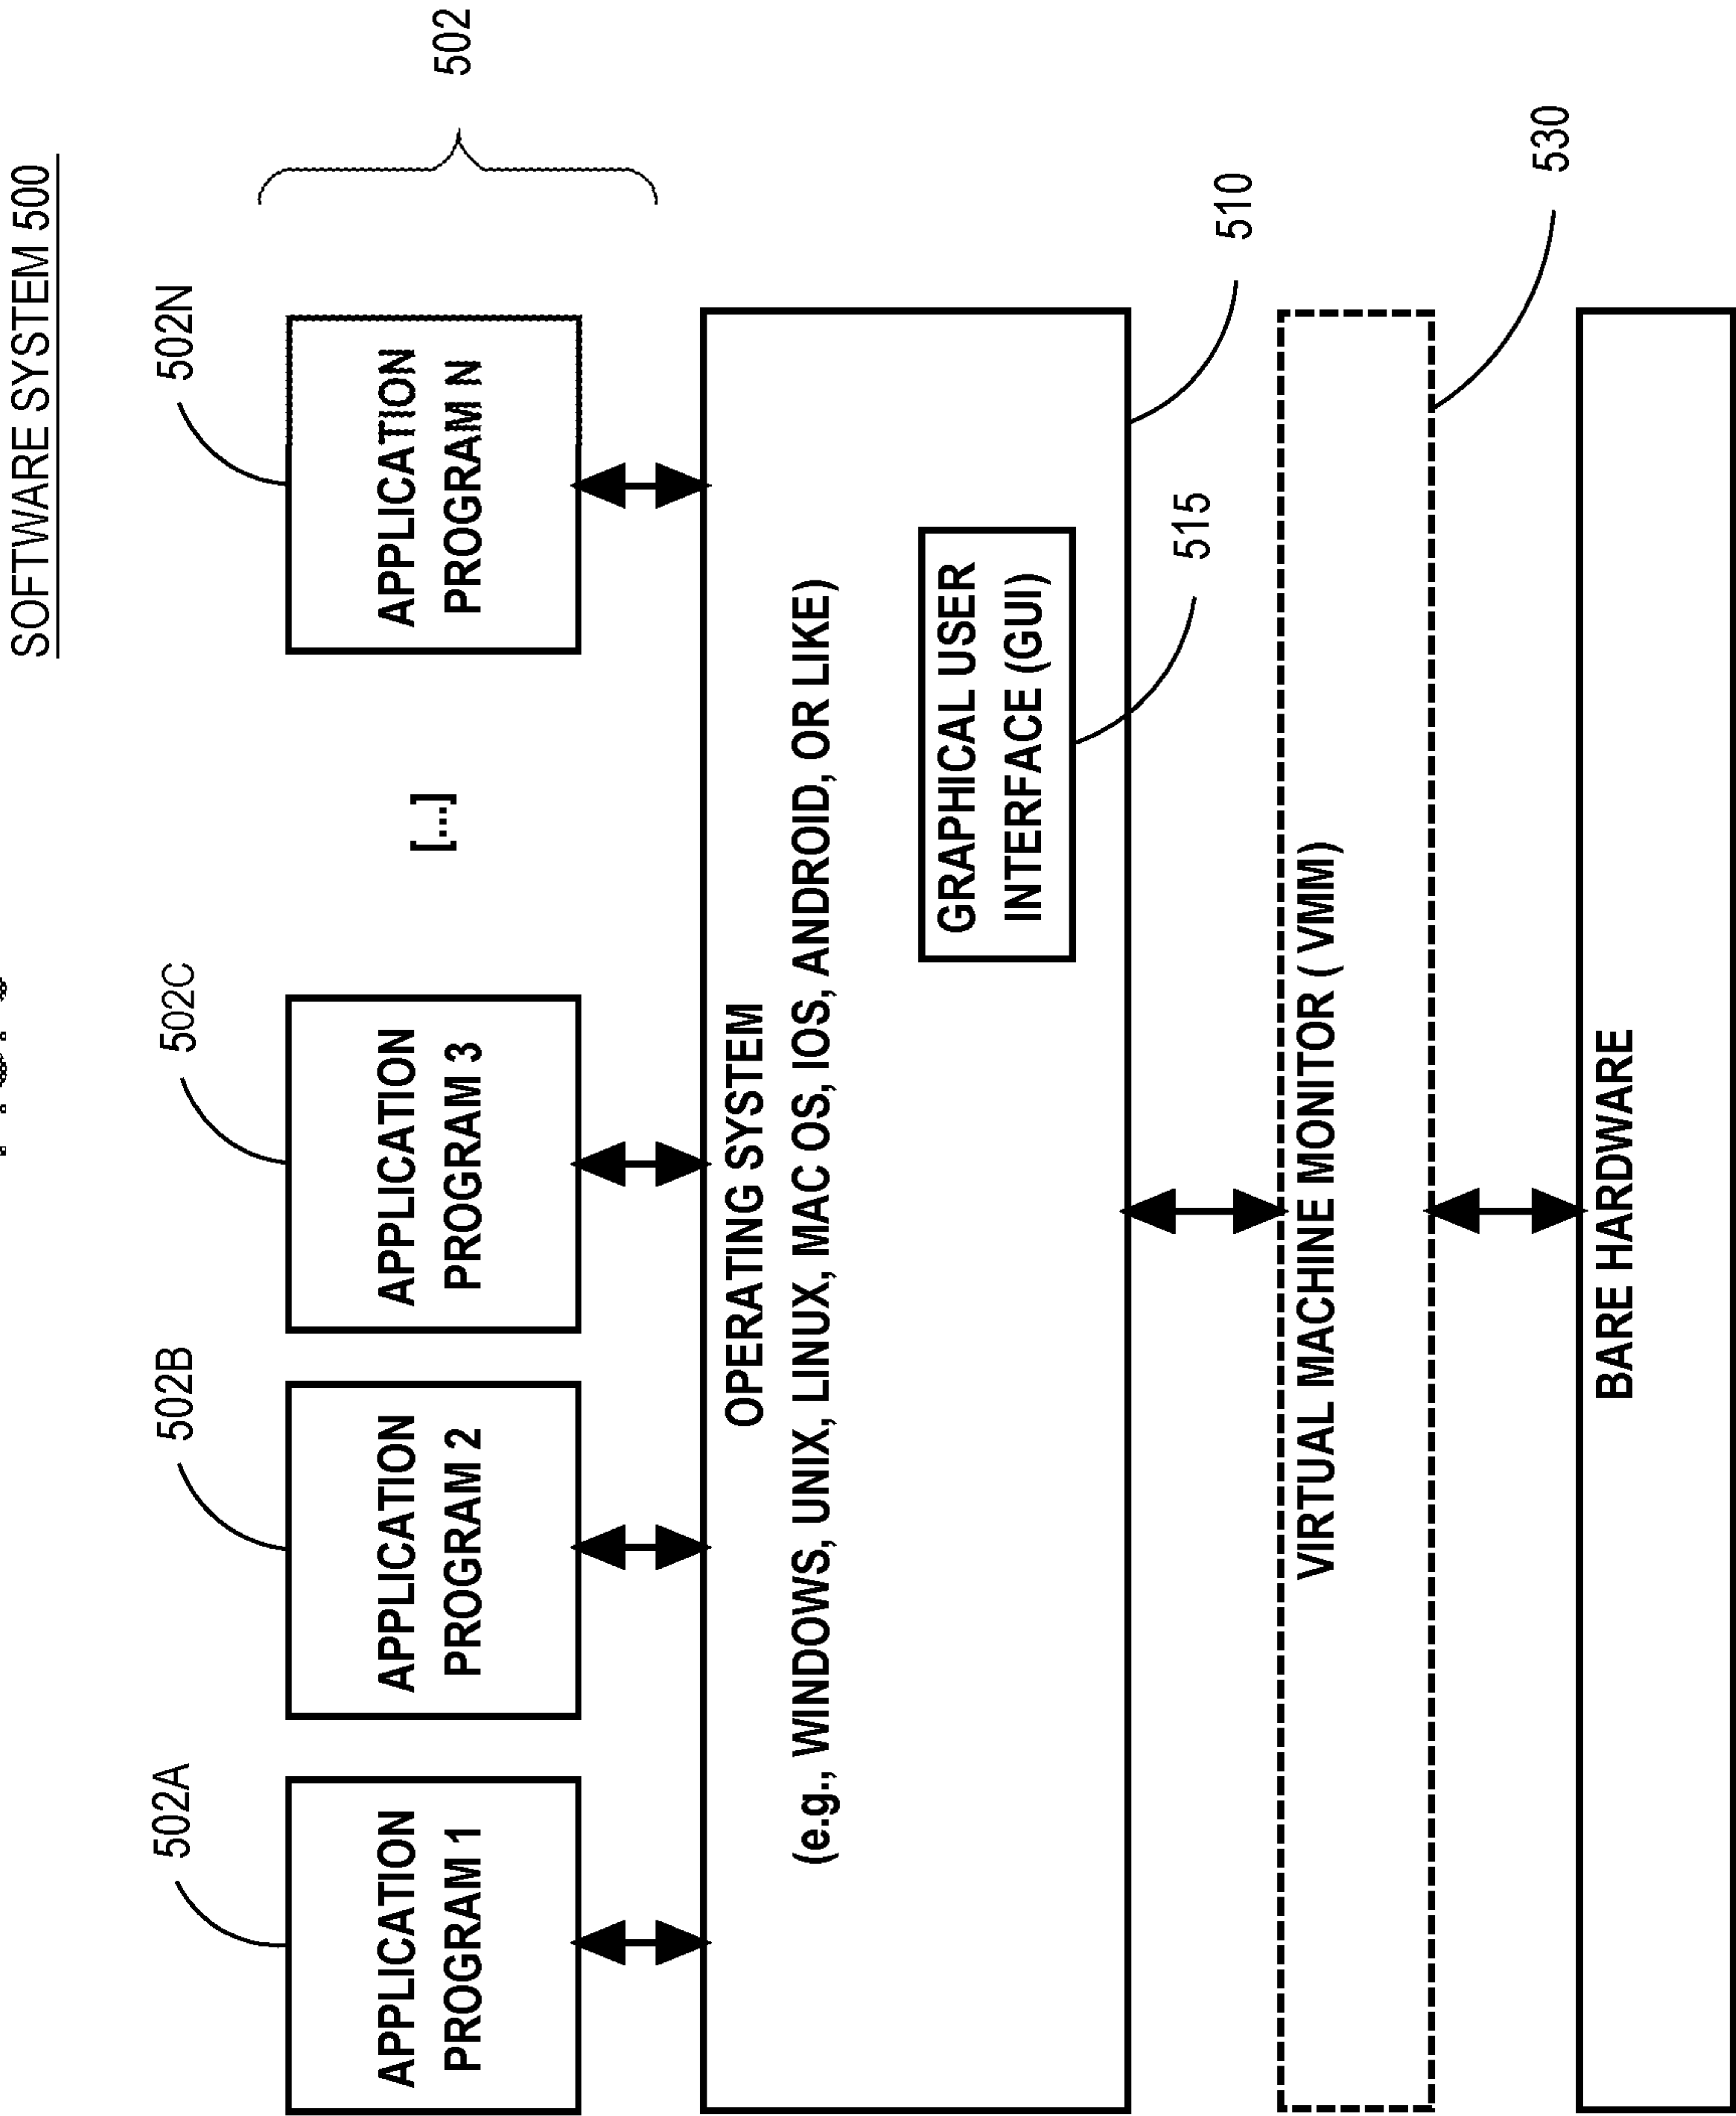 SOFTWARE SYSTEM 500
502A
502B
502C
502N
502
APPLICATION
PROGRAM 1
APPLICATION
PROGRAM 2
APPLICATION
PROGRAM 3
[...]
APPLICATION
PROGRAM N
OPERATING SYSTEM
(e.g., WINDOWS, UNIX, LINUX, MAC OS, IOS, ANDROID, OR LIKE)
GRAPHICAL USER
INTERFACE (GUI)
515
510
VIRTUAL MACHINE MONITOR ( VMM)
530
BARE HARDWARE